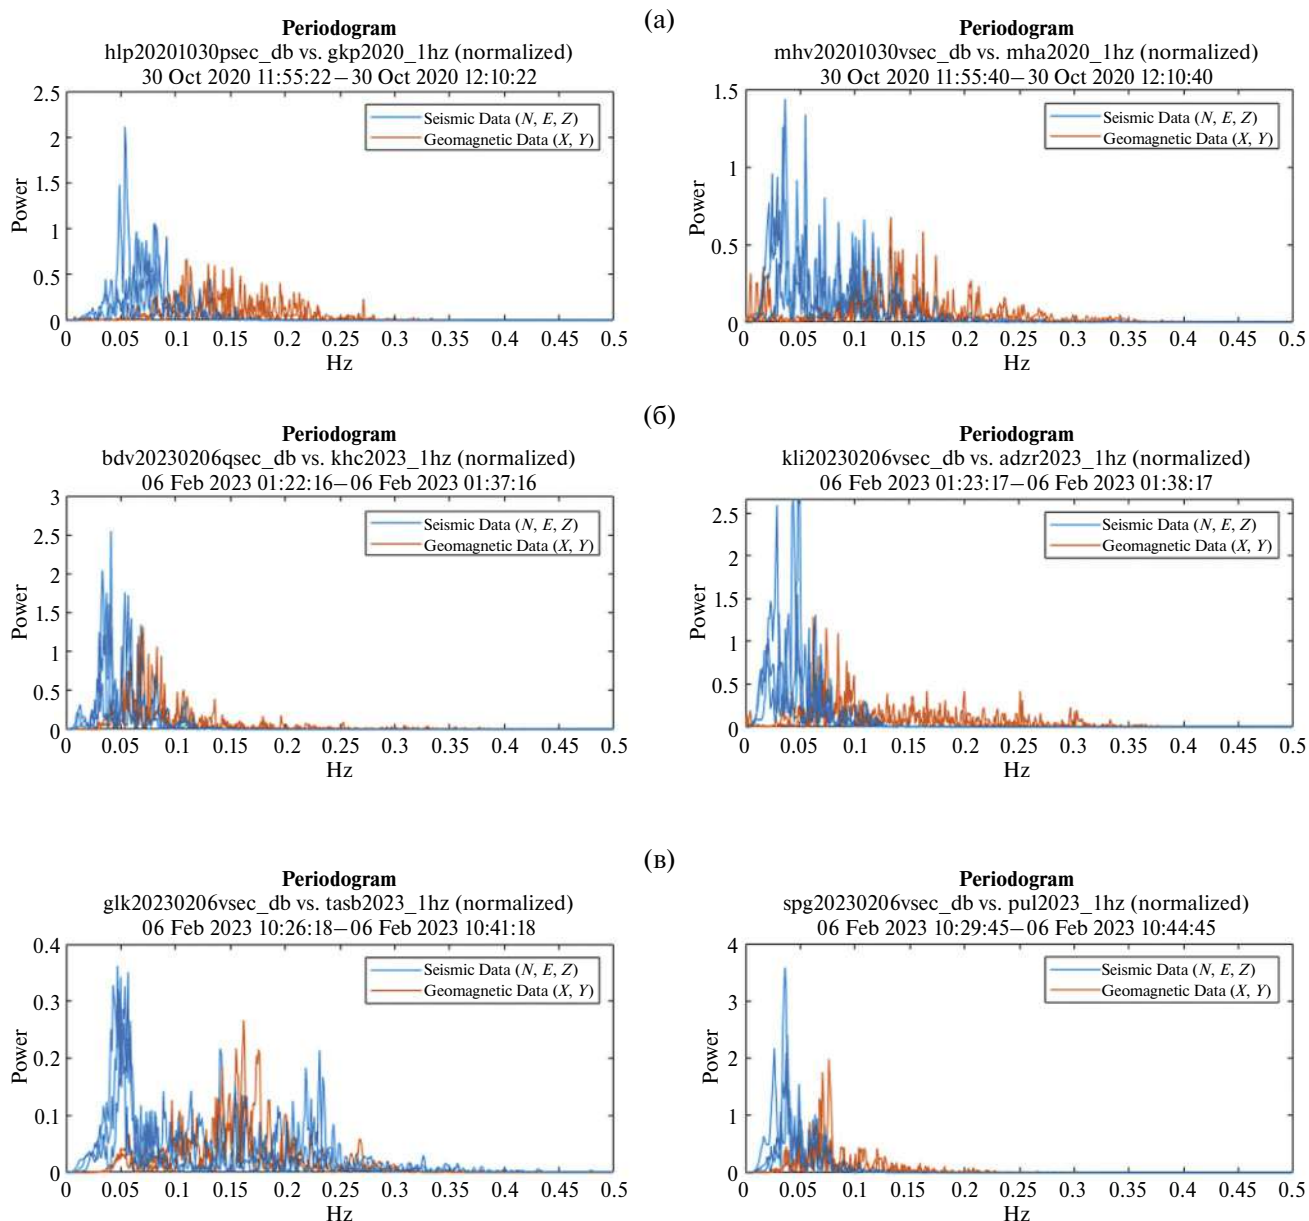 (а)
Periodogram
hlp20201030psec_db vs. gkp2020_1hz (normalized)
30 Oct 2020 11:55:22—30 Oct 2020 12:10:22
2.5
2
1.5
1
0.5
0
Power
Seismic Data (N, E, Z)
Geomagnetic Data (X, Y)
0 0.05 0.1 0.15 0.2 0.25 0.3 0.35 0.4 0.45 0.5
Hz
Periodogram
mhv20201030vsec_db vs. mha2020_1hz (normalized)
30 Oct 2020 11:55:40—30 Oct 2020 12:10:40
1.5
1
0.5
0
Power
Seismic Data (N, E, Z)
Geomagnetic Data (X, Y)
0 0.05 0.1 0.15 0.2 0.25 0.3 0.35 0.4 0.45 0.5
Hz
(б)
Periodogram
bdv20230206qsec_db vs. khc2023_1hz (normalized)
06 Feb 2023 01:22:16—06 Feb 2023 01:37:16
3
2.5
2
1.5
1
0.5
0
Power
Seismic Data (N, E, Z)
Geomagnetic Data (X, Y)
0 0.05 0.1 0.15 0.2 0.25 0.3 0.35 0.4 0.45 0.5
Hz
Periodogram
kli20230206vsec_db vs. adzr2023_1hz (normalized)
06 Feb 2023 01:23:17—06 Feb 2023 01:38:17
2.5
2
1.5
1
0.5
0
Power
Seismic Data (N, E, Z)
Geomagnetic Data (X, Y)
0 0.05 0.1 0.15 0.2 0.25 0.3 0.35 0.4 0.45 0.5
Hz
(в)
Periodogram
glk20230206vsec_db vs. tasb2023_1hz (normalized)
06 Feb 2023 10:26:18—06 Feb 2023 10:41:18
0.4
0.3
0.2
0.1
0
Power
Seismic Data (N, E, Z)
Geomagnetic Data (X, Y)
0 0.05 0.1 0.15 0.2 0.25 0.3 0.35 0.4 0.45 0.5
Hz
Periodogram
spg20230206vsec_db vs. pul2023_1hz (normalized)
06 Feb 2023 10:29:45—06 Feb 2023 10:44:45
4
3
2
1
0
Power
Seismic Data (N, E, Z)
Geomagnetic Data (X, Y)
0 0.05 0.1 0.15 0.2 0.25 0.3 0.35 0.4 0.45 0.5
Hz